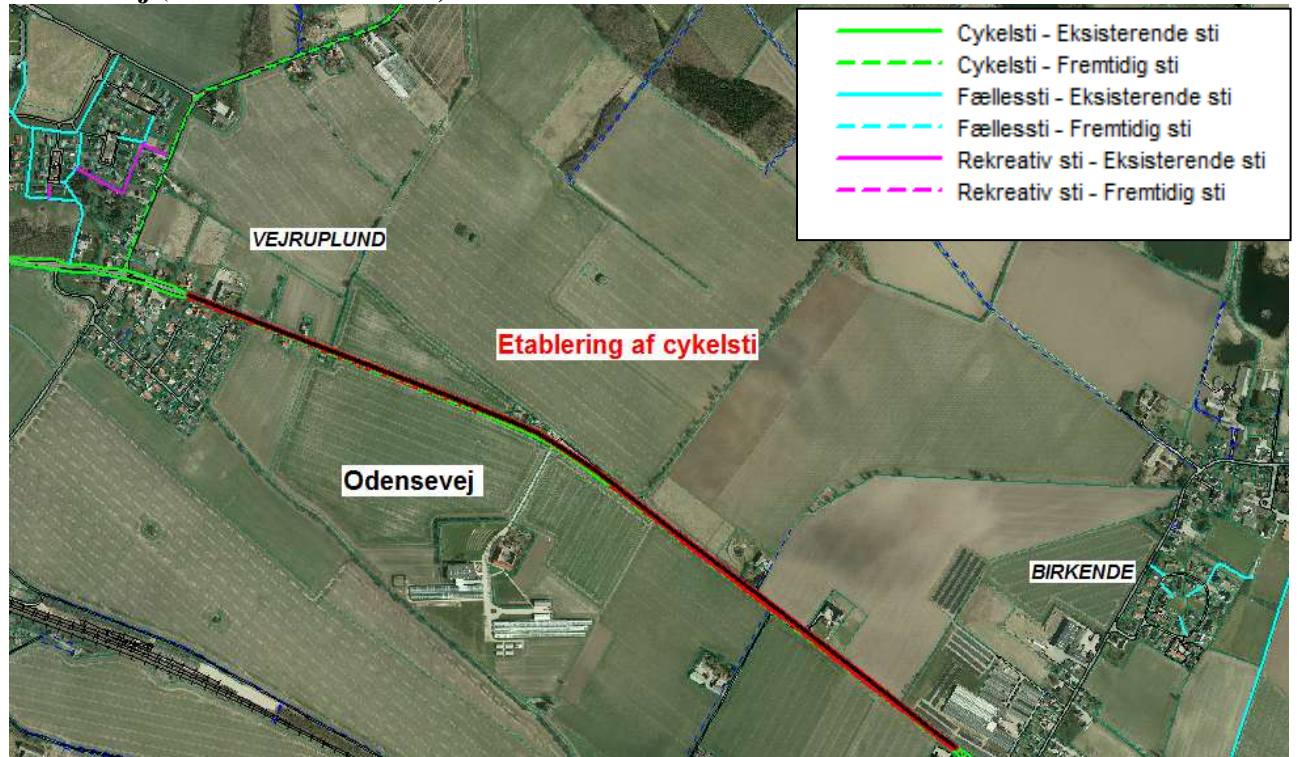 Cykelsti - Eksisterende sti
Cykelsti - Fremtidig sti
Fællessti - Eksisterende sti
Fællessti - Fremtidig sti
Rekreativ sti - Eksisterende sti
Rekreativ sti - Fremtidig sti
VEJRUPLUND
Etablering af cykelsti
Odensevej
BIRKENDE